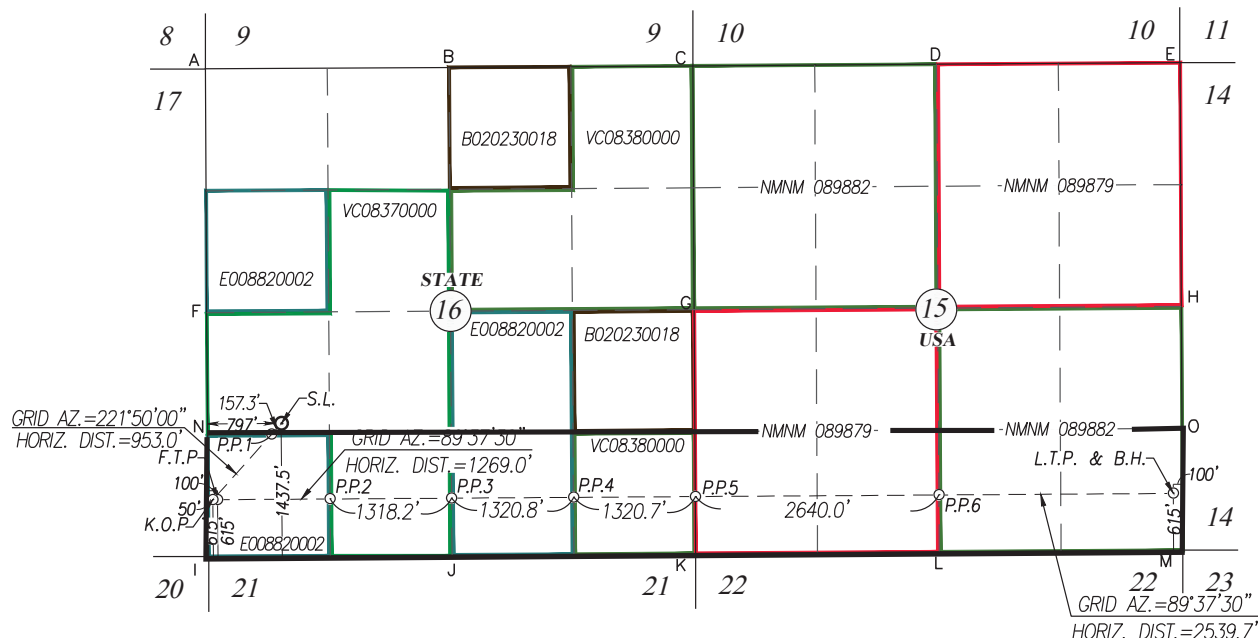 8 9
9 10
10 11
A
B
C
D
E
17
14
B020230018
VC08380000
NMNM 089882
NMNM 089879
VC08370000
E008820002
STATE
16
F
G
15
USA
H
E008820002
B020230018
157.3'
S.L.
797'
GRID AZ.=221°50'00"
HORIZ. DIST.=953.0'
N
P.P.1
GRID AZ.=89°37'30"
HORIZ. DIST.=1269.0'
VC08380000
NMNM 089879
NMNM 089882
O
L.T.P. & B.H.
F.T.P
100'
100'
50'
K.O.P
1437.5'
P.P.2
P.P.3
P.P.4
P.P.5
P.P.6
1318.2'
1320.8'
1320.7'
2640.0'
615'
615'
615'
E008820002
14
I
J
K
L
M
20 21
21 22
22 23
GRID AZ.=89°37'30"
HORIZ. DIST.=2539.7'